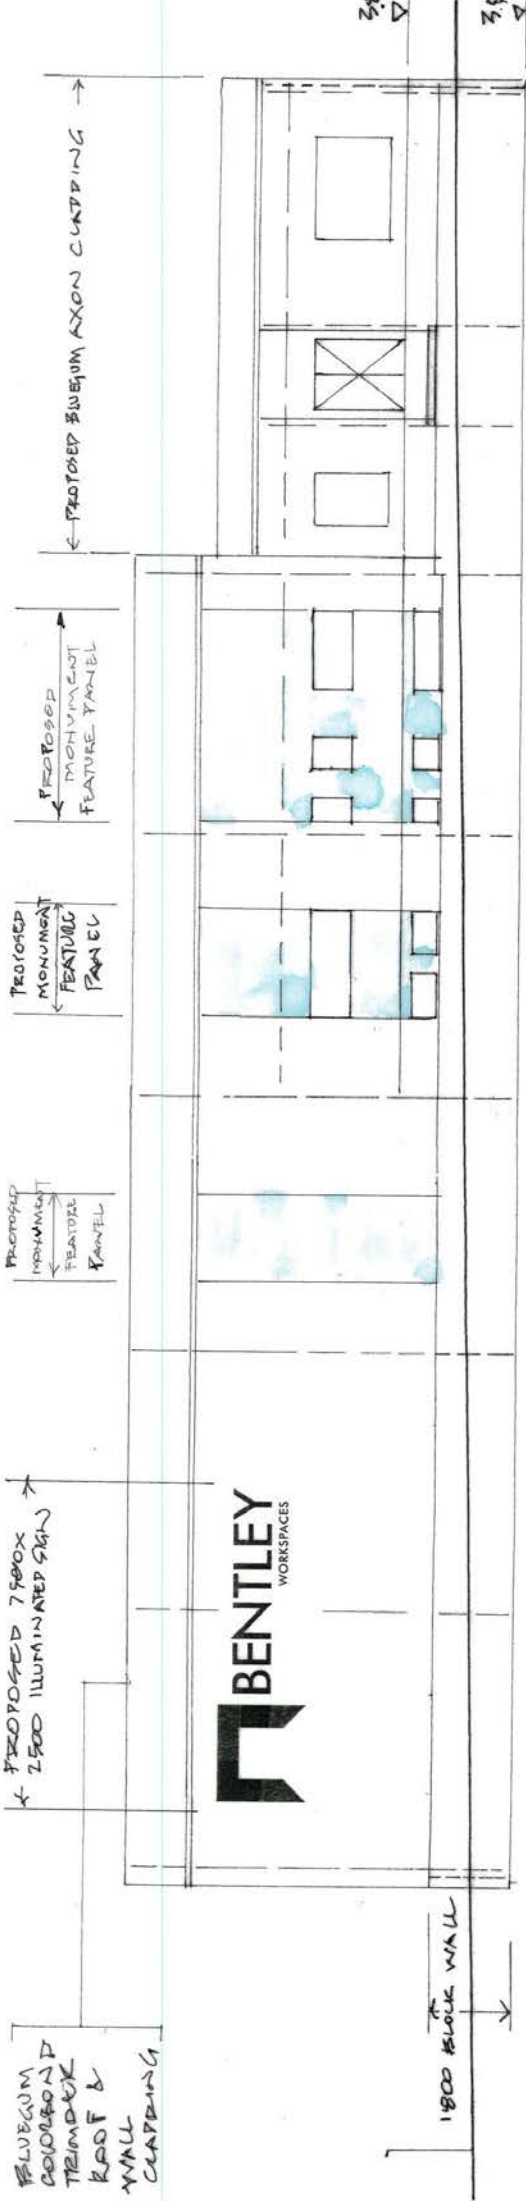 BLUEGUM
COLORBOND
TRIMDEK
ROOF &
WALL
CLADDING
PROPOSED 7500X
2500 ILLUMINATED SIGN
PROPOSED
MONUMENT
FEATURE
PANEL
PROPOSED
MONUMENT
FEATURE
PANEL
PROPOSED
MONUMENT
FEATURE PANEL
PROPOSED BLUEGUM AXON CLADDING
BENTLEY
WORKSPACES
1800 BLOCK WALL